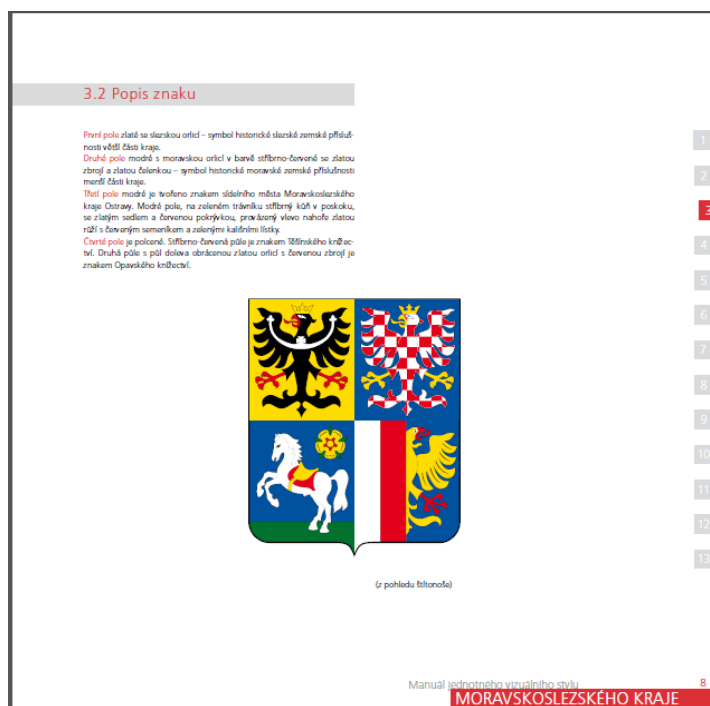 3.2 Popis znaku
První pole zlaté se slezskou orlicí – symbol historické slezské zemské přísluš-
nosti větší části kraje.
Druhé pole modré s moravskou orlicí v barvě stříbrno-červené se zlatou
zbrojí a zlatou čelenkou – symbol historické moravské zemské příslušnosti
menší části kraje.
Třetí pole modré je tvořeno znakem sídelního města Moravskoslezského
kraje Ostravy. Modré pole, na zeleném trávníku stříbrný kůň v poskoku,
se zlatým sedlem a červenou pokrývkou, provázený vlevo nahoře zlatou
růží s červeným semeníkem a zelenými kališními lístky.
Čtvrté pole je polcené. Stříbrno-červená půle je znakem Těšínského knížec-
tví. Druhá půle s půl doleva obrácenou zlatou orlicí s červenou zbrojí je
znakem Opavského knížectví.
1
2
3
4
5
6
7
8
9
10
11
12
13
(z pohledu štítonoše)
Manuál jednotného vizuálního stylu
8
MORAVSKOSLEZSKÉHO KRAJE